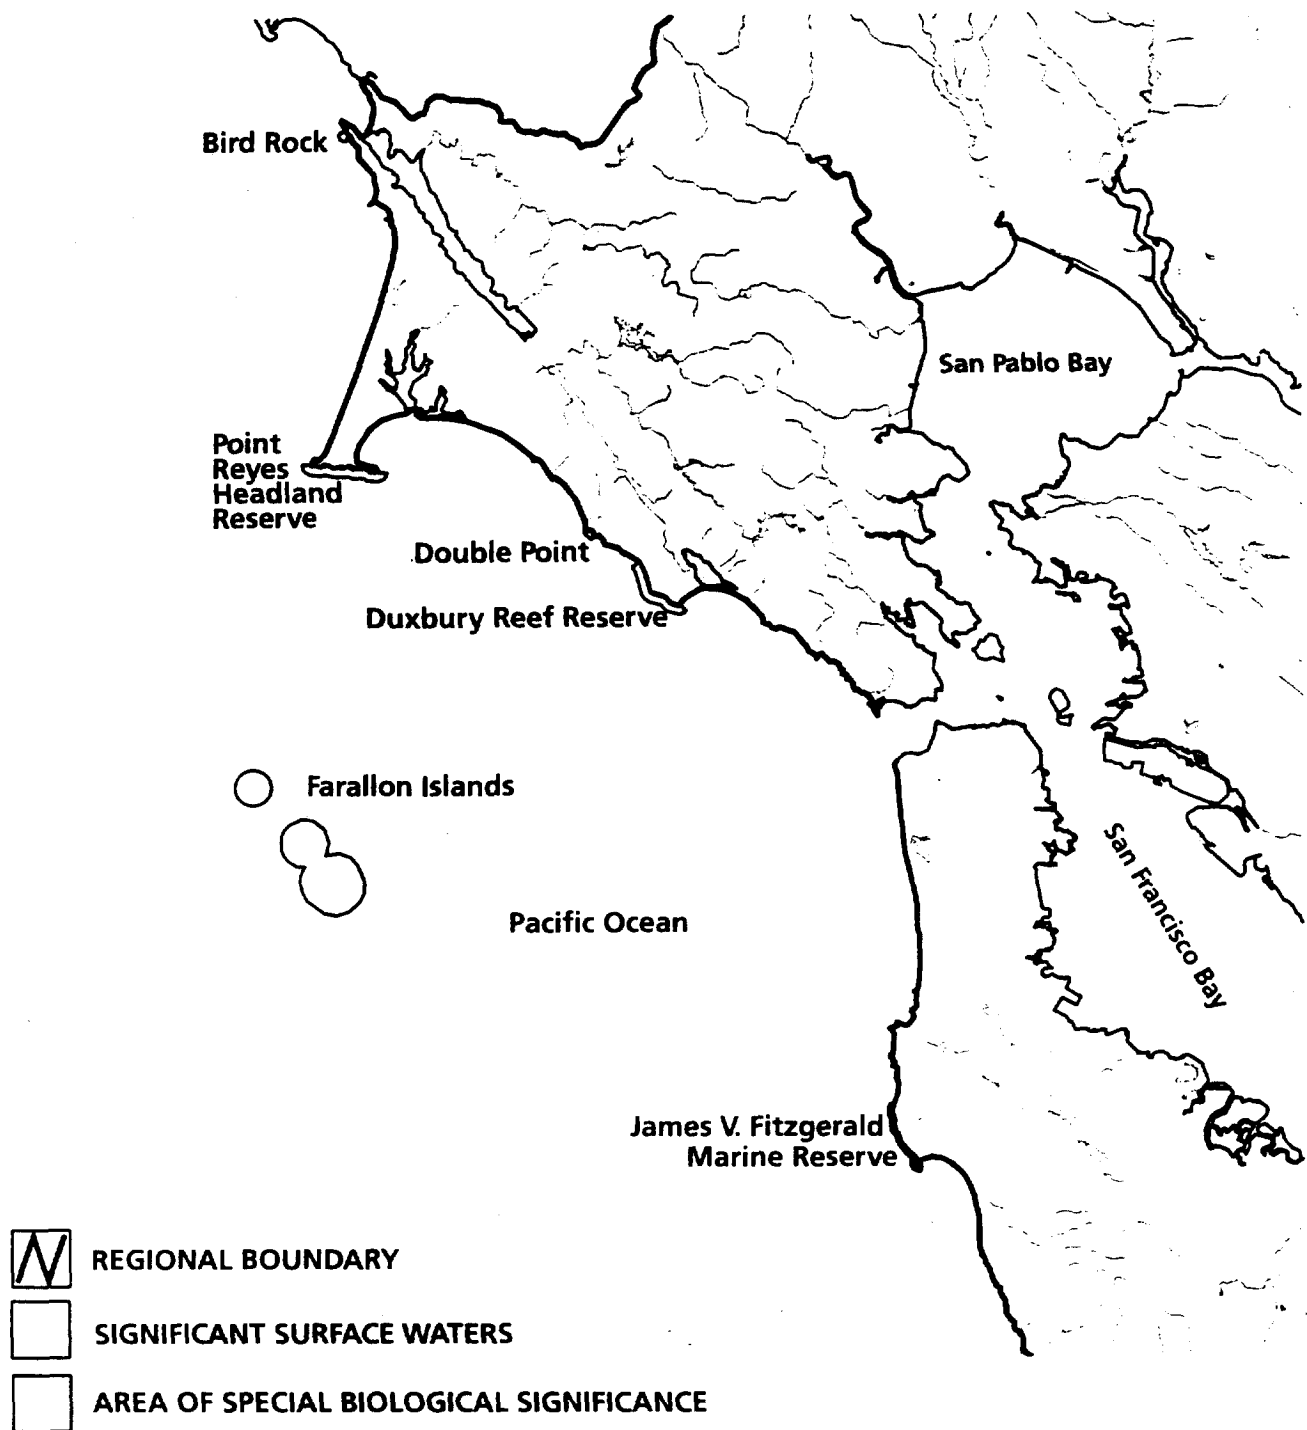 Bird Rock
San Pablo Bay
Point
Reyes
Headland
Reserve
Double Point
Duxbury Reef Reserve
Farallon Islands
San Francisco Bay
Pacific Ocean
James V. Fitzgerald
Marine Reserve
REGIONAL BOUNDARY
SIGNIFICANT SURFACE WATERS
AREA OF SPECIAL BIOLOGICAL SIGNIFICANCE